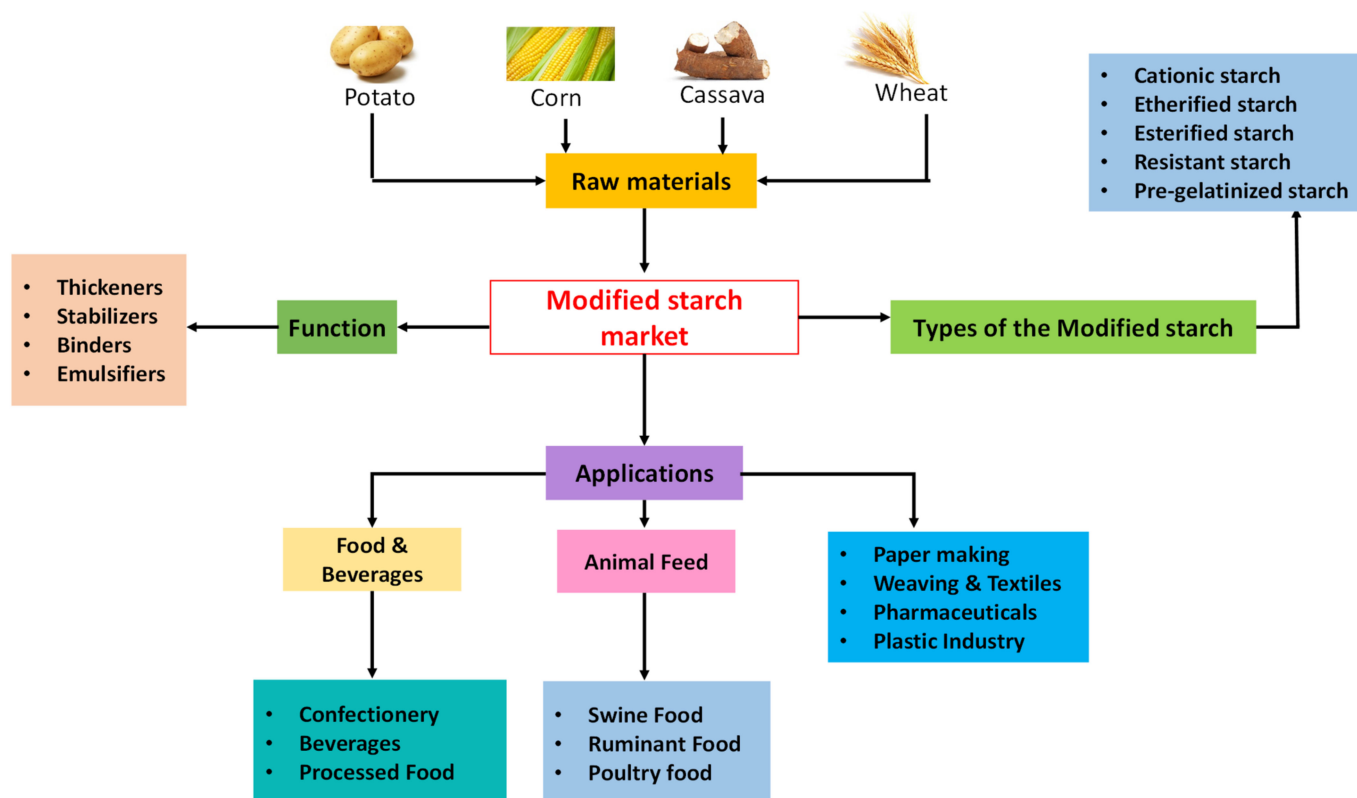 Potato
Corn
Cassava
Wheat
• Cationic starch
• Etherified starch
• Esterified starch
• Resistant starch
• Pre-gelatinized starch
Raw materials
• Thickeners
• Stabilizers
• Binders
• Emulsifiers
Function
Modified starch
market
Types of the Modified starch
Applications
Food &
Beverages
Animal Feed
• Paper making
• Weaving & Textiles
• Pharmaceuticals
• Plastic Industry
• Confectionery
• Beverages
• Processed Food
• Swine Food
• Ruminant Food
• Poultry food